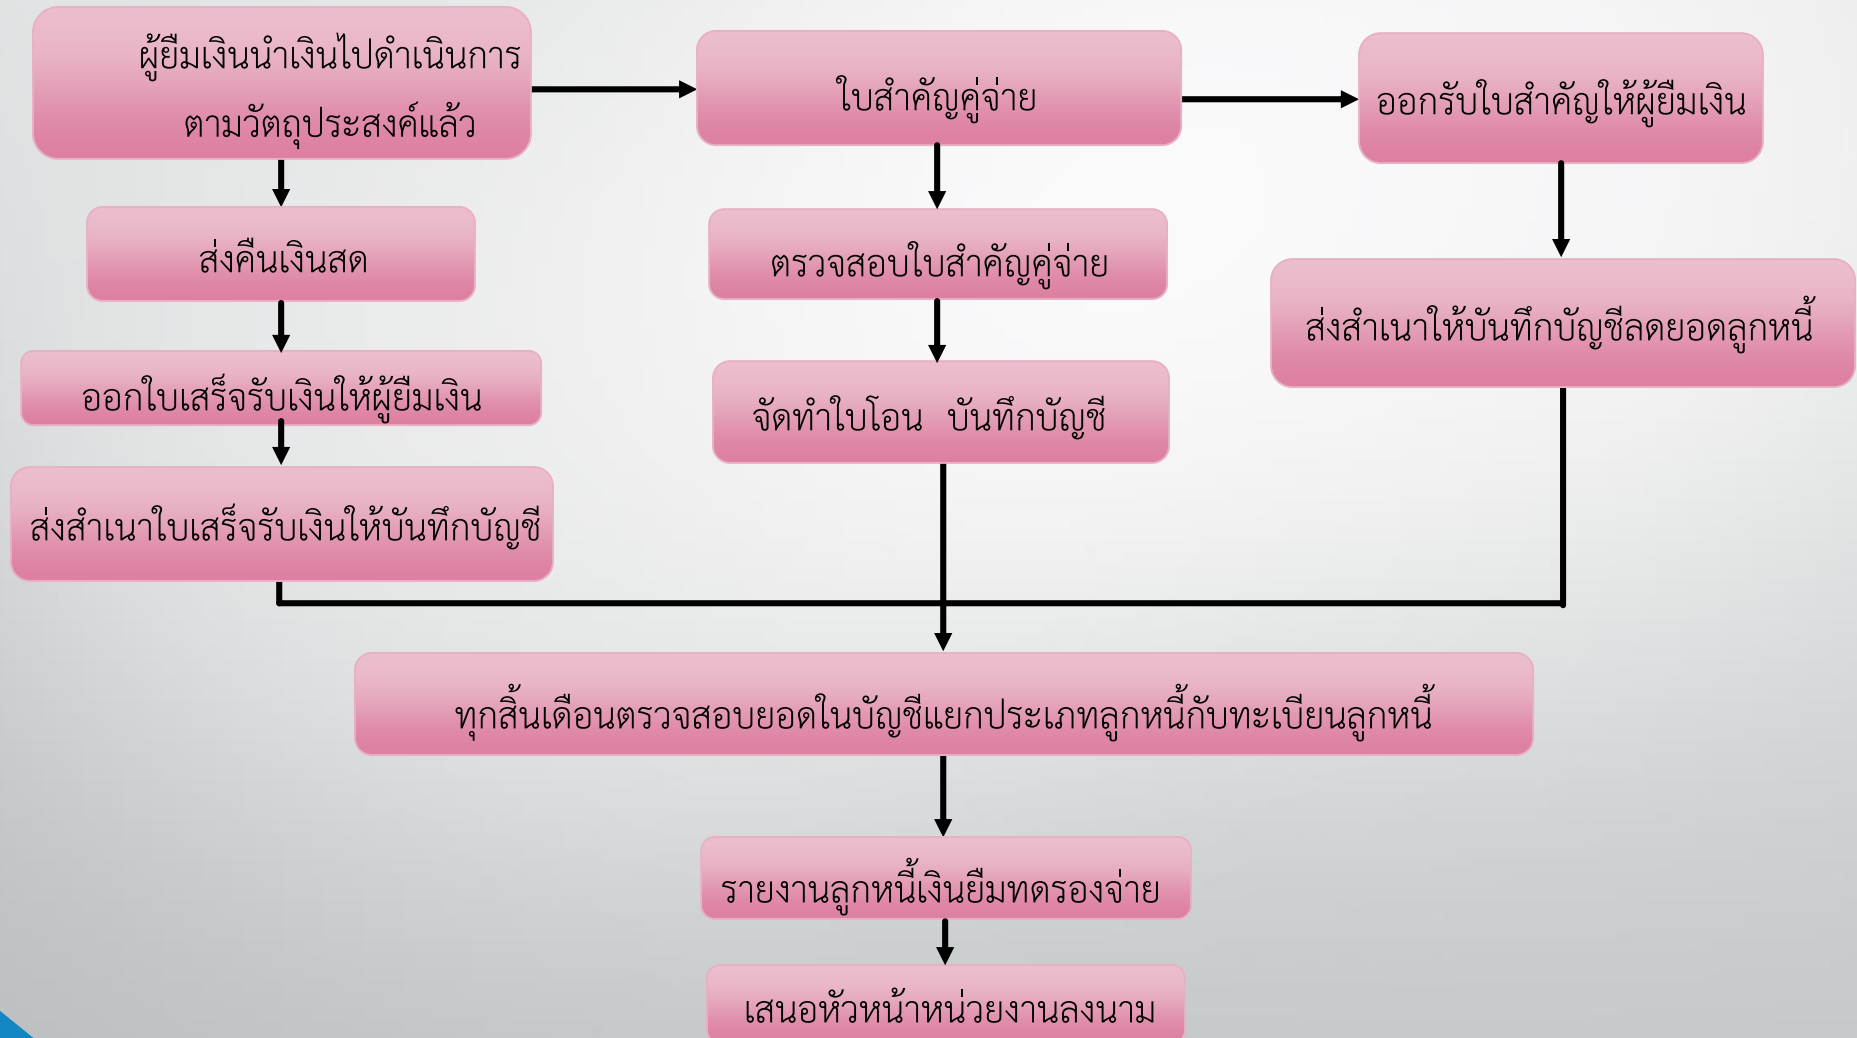 ผู้ยืมเงินนำเงินไปดำเนินการ
ตามวัตถุประสงค์แล้ว
ใบสำคัญคู่จ่าย
ออกรับใบสำคัญให้ผู้ยืมเงิน
ส่งคืนเงินสด
ตรวจสอบใบสำคัญคู่จ่าย
ส่งสำเนาให้บันทึกบัญชีลดยอดลูกหนี้
ออกใบเสร็จรับเงินให้ผู้ยืมเงิน
จัดทำใบโอน บันทึกบัญชี
ส่งสำเนาใบเสร็จรับเงินให้บันทึกบัญชี
ทุกสิ้นเดือนตรวจสอบยอดในบัญชีแยกประเภทลูกหนี้กับทะเบียนลูกหนี้
รายงานลูกหนี้เงินยืมทดรองจ่าย
เสนอหัวหน้าหน่วยงานลงนาม